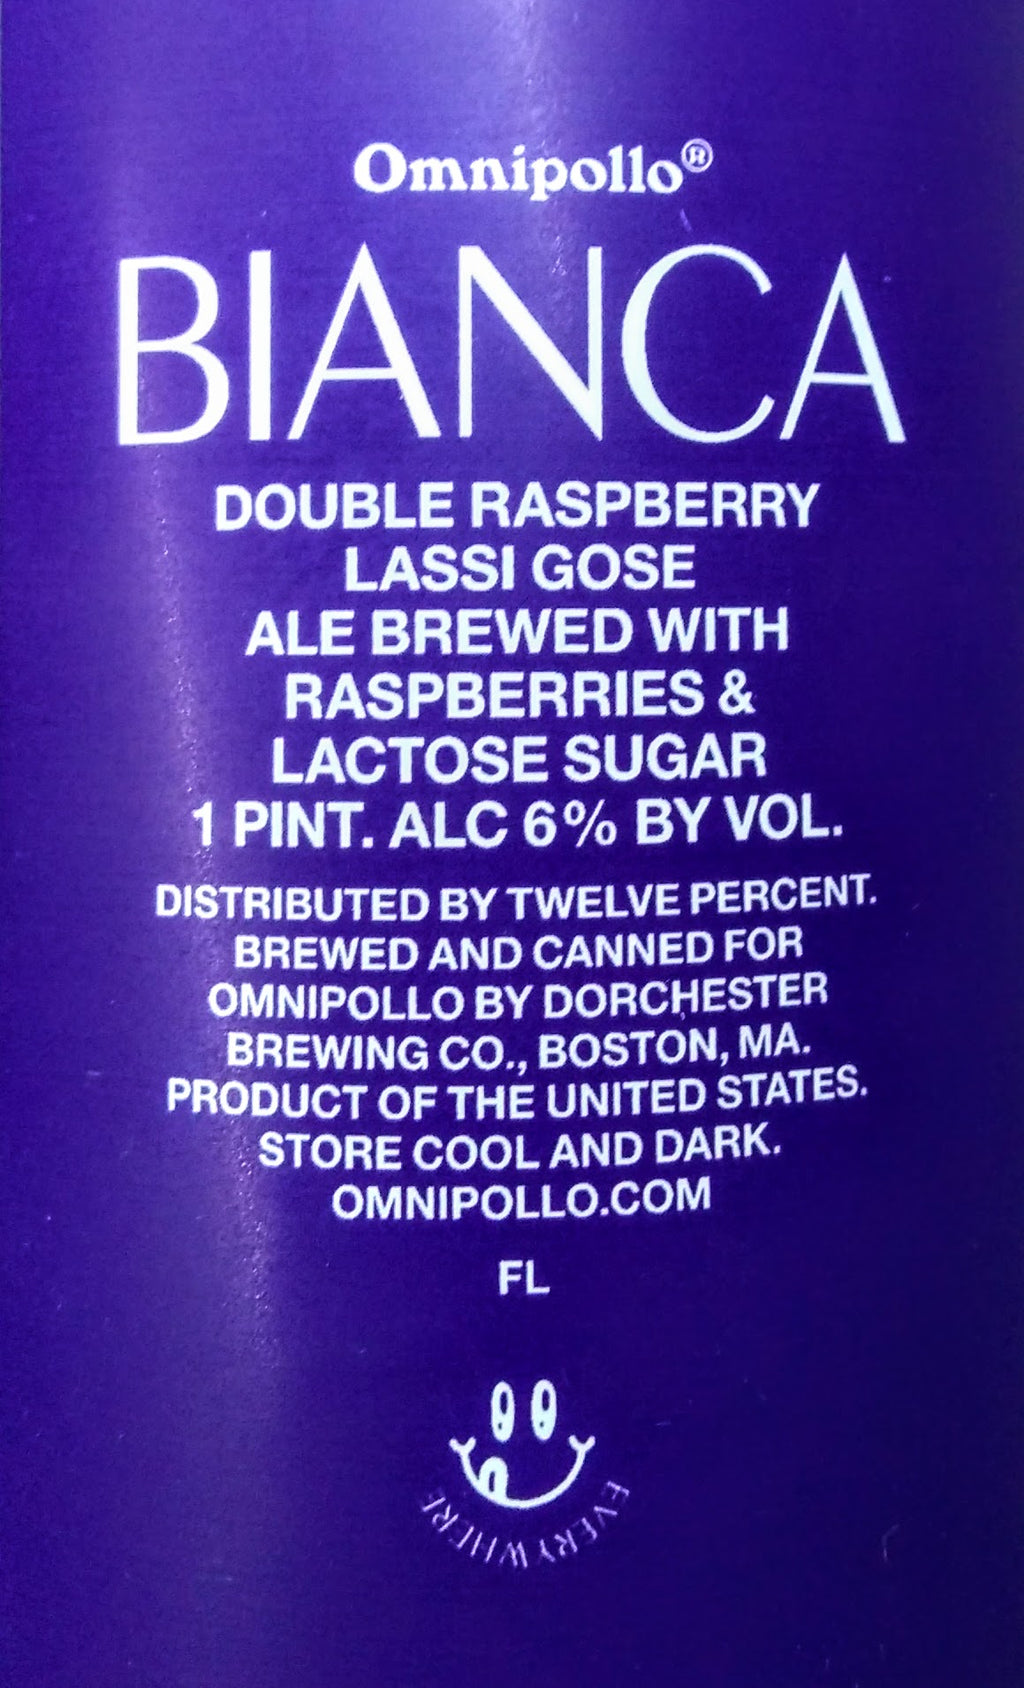 Omnipollo®
BIANCA
DOUBLE RASPBERRY
LASSI GOSE
ALE BREWED WITH
RASPBERRIES &
LACTOSE SUGAR
1 PINT. ALC 6% BY VOL.
DISTRIBUTED BY TWELVE PERCENT.
BREWED AND CANNED FOR
OMNIPOLLO BY DORCHESTER
BREWING CO., BOSTON, MA.
PRODUCT OF THE UNITED STATES.
STORE COOL AND DARK.
OMNIPOLLO.COM
FL
EVERYWHERE